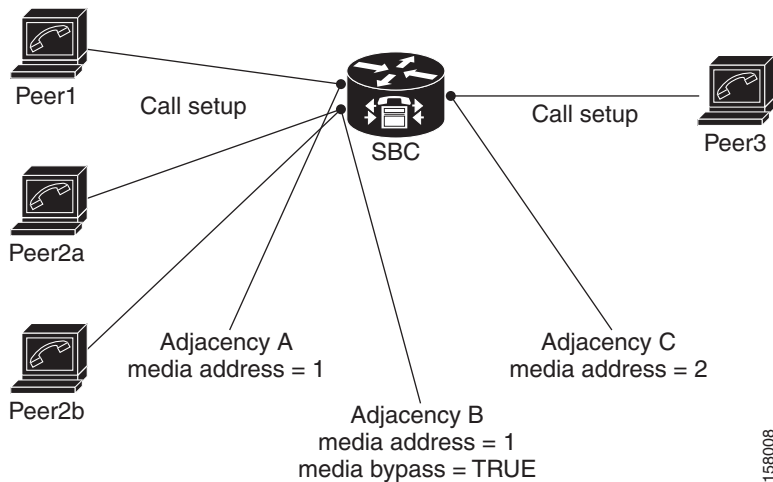 Peer1
Call setup
SBC
Call setup
Peer3
Peer2a
Peer2b
Adjacency A
media address = 1
Adjacency B
media address = 1
media bypass = TRUE
Adjacency C
media address = 2
158008